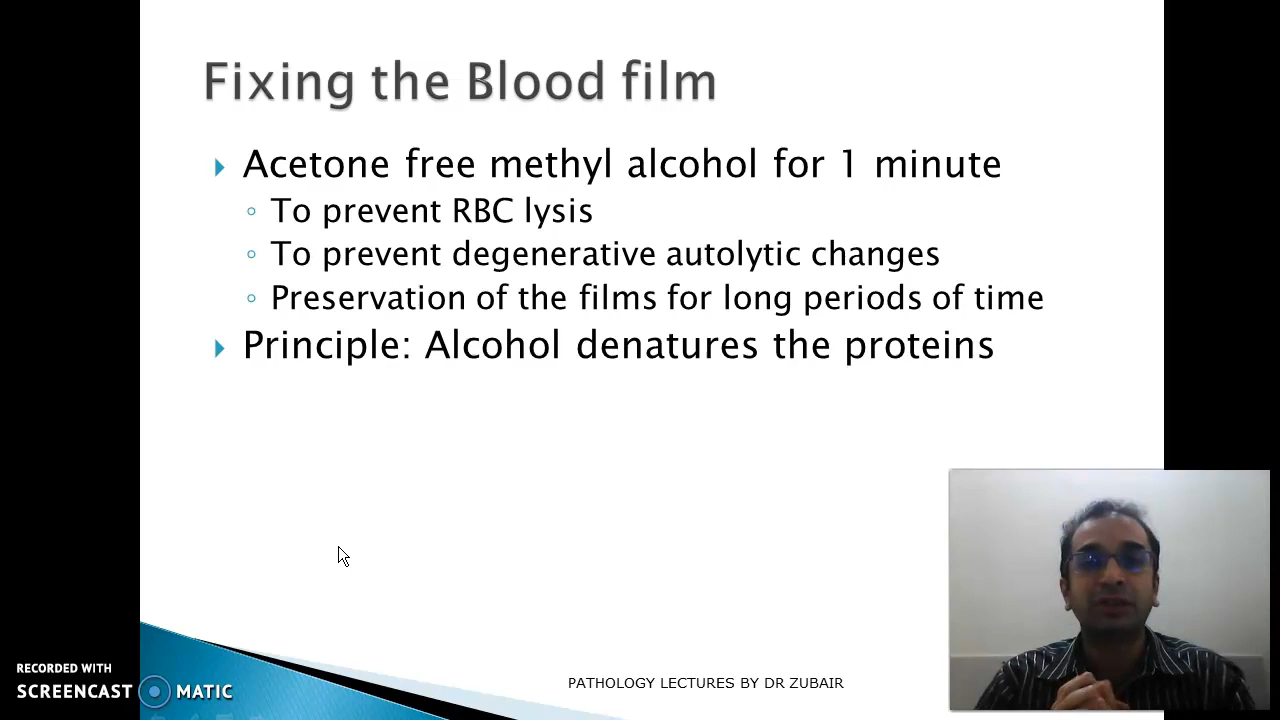 Fixing the Blood film
Acetone free methyl alcohol for 1 minute
To prevent RBC lysis
To prevent degenerative autolytic changes
Preservation of the films for long periods of time
Principle: Alcohol denatures the proteins
RECORDED WITH
SCREENCAST MATIC
PATHOLOGY LECTURES BY DR ZUBAIR